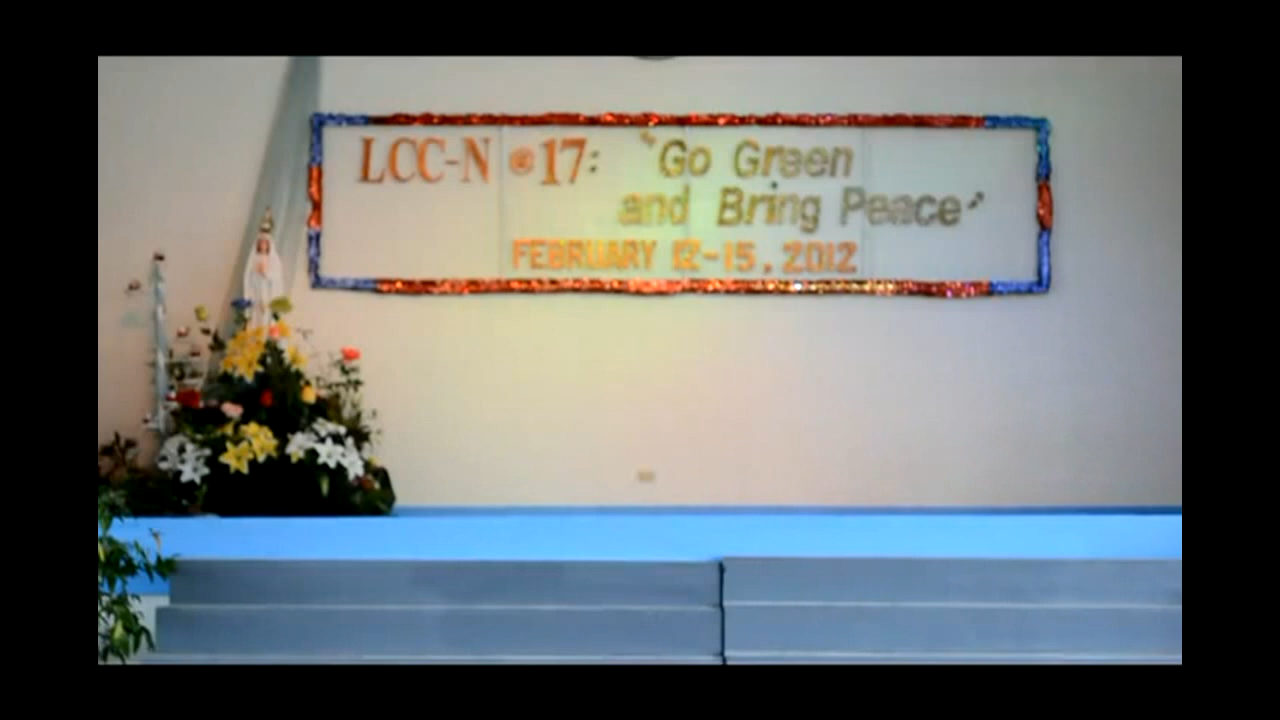 LCC-N @ 17: "Go Green
and Bring Peace"
FEBRUARY 12-15, 2012